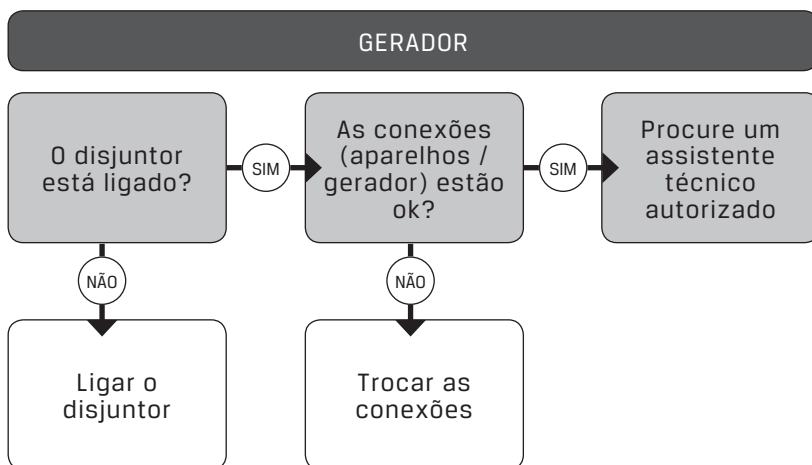 GERADOR
O disjuntor
está ligado?
SIM
As conexões
(aparelhos /
gerador) estão
ok?
SIM
Procure um
assistente
técnico
autorizado
NÃO
NÃO
Ligar o
disjuntor
Trocar as
conexões